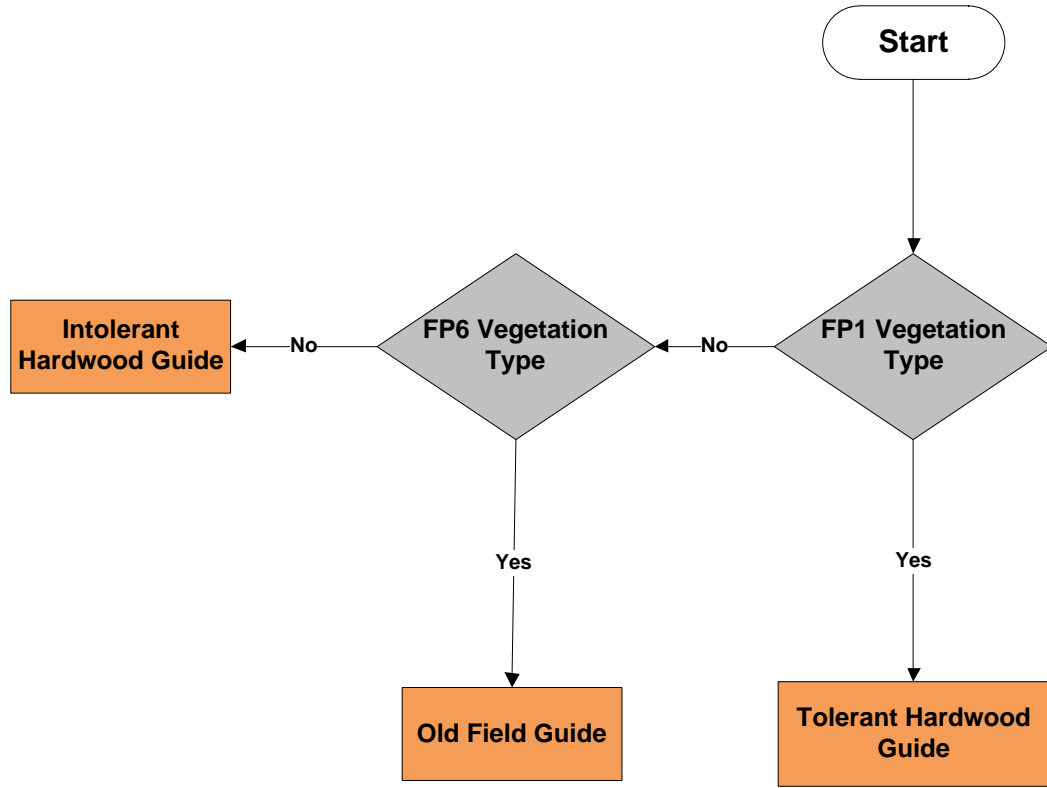 Start
FP1 Vegetation
Type
No
FP6 Vegetation
Type
No
Intolerant
Hardwood Guide
Yes
Old Field Guide
Yes
Tolerant Hardwood
Guide